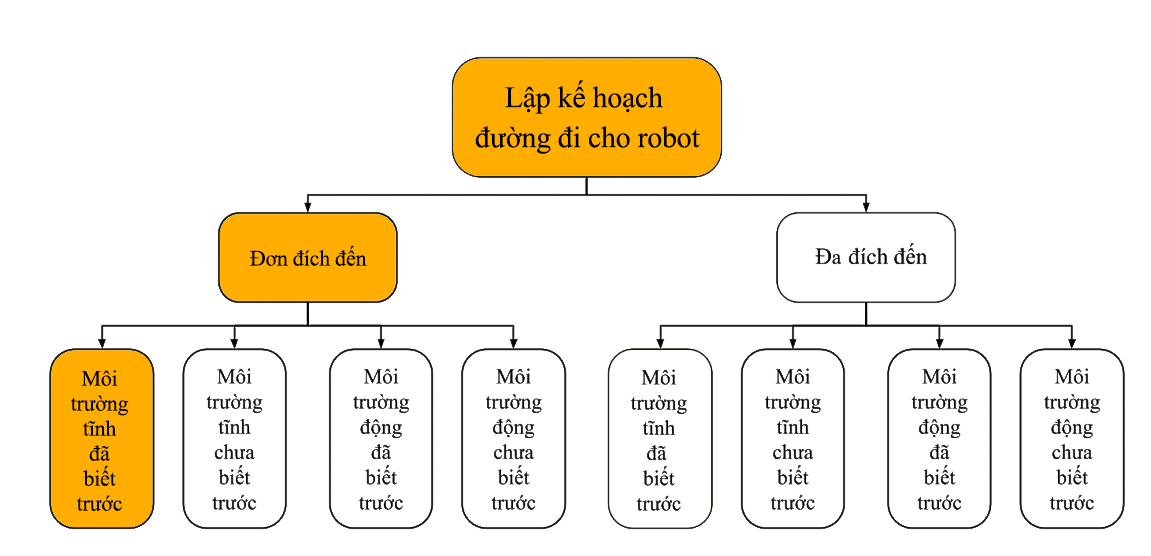 Lập kế hoạch
đường đi cho robot
Đơn đích đến
Đa đích đến
Môi
trường
tĩnh
đã
biết
trước
Môi
trường
tĩnh
chưa
biết
trước
Môi
trường
động
đã
biết
trước
Môi
trường
động
chưa
biết
trước
Môi
trường
tĩnh
đã
biết
trước
Môi
trường
tĩnh
chưa
biết
trước
Môi
trường
động
đã
biết
trước
Môi
trường
động
chưa
biết
trước